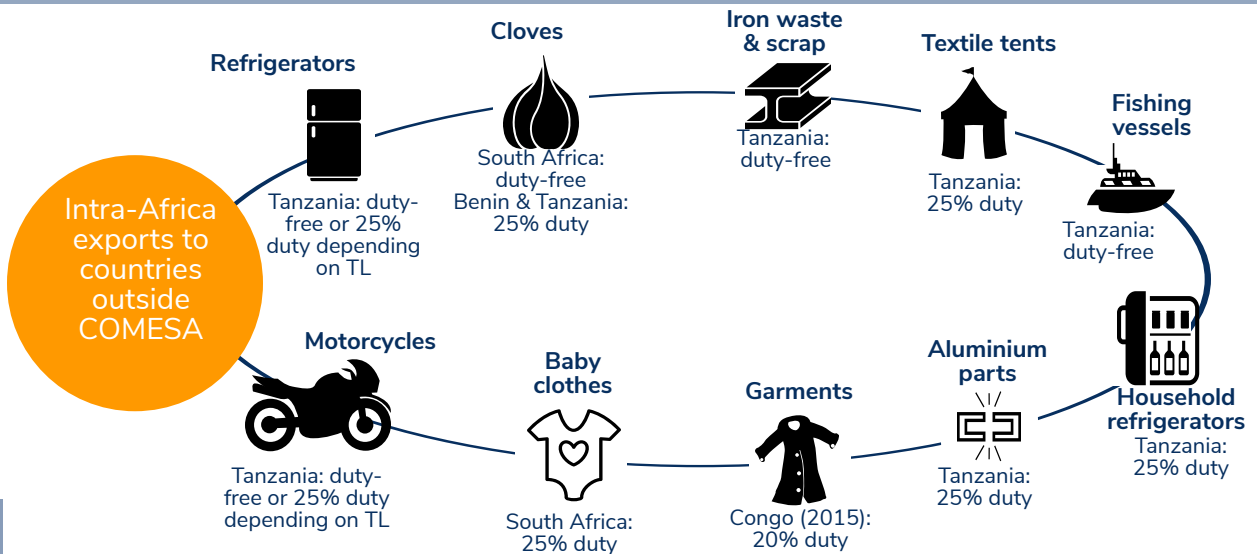 Intra-Africa
exports to
countries
outside
COMESA
Refrigerators
Tanzania: duty-
free or 25%
duty depending
on TL
Cloves
South Africa:
duty-free
Benin & Tanzania:
25% duty
Iron waste
& scrap
Tanzania:
duty-free
Textile tents
Tanzania:
25% duty
Fishing
vessels
Tanzania:
duty-free
Household
refrigerators
Tanzania:
25% duty
Aluminium
parts
Tanzania:
25% duty
Garments
Congo (2015):
20% duty
Baby
clothes
South Africa:
25% duty
Motorcycles
Tanzania: duty-
free or 25% duty
depending on TL